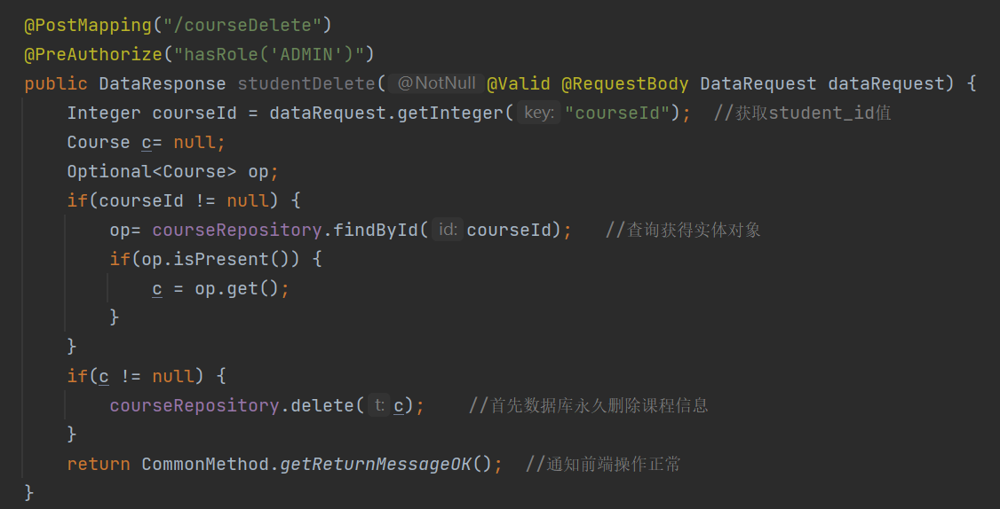 @PostMapping("/courseDelete")
@PreAuthorize("hasRole('ADMIN')")
public DataResponse studentDelete( @NotNull @Valid @RequestBody DataRequest dataRequest) {
Integer courseId = dataRequest.getInteger( key: "courseId"); //获取student_id值
Course c= null;
Optional<Course> op;
if(courseId != null) {
op= courseRepository.findById( id: courseId); //查询获得实体对象
if(op.isPresent()) {
c = op.get();
}
}
if(c != null) {
courseRepository.delete( t: c); //首先数据库永久删除课程信息
}
return CommonMethod.getReturnMessageOK(); //通知前端操作正常
}